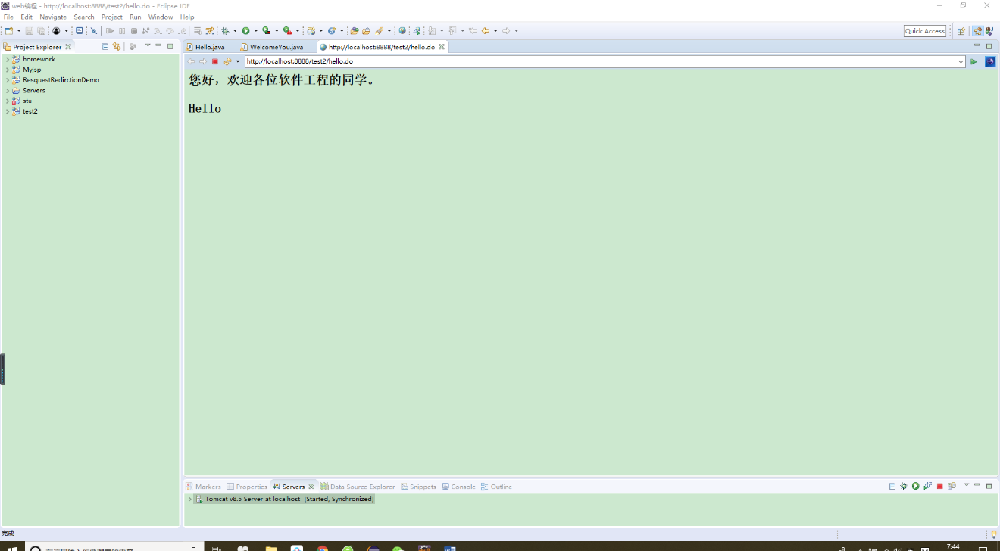 web编程 - http://localhost:8888/test2/hello.do - Eclipse IDE
File Edit Navigate Search Project Run Window Help
Quick Access
Project Explorer
Hello.java WelcomeYou.java http://localhost:8888/test2/hello.do
http://localhost:8888/test2/hello.do
homework
Myjsp
ResquestRedirctionDemo
Servers
stu
test2
您好，欢迎各位软件工程的同学。
Hello
Markers Properties Servers Data Source Explorer Snippets Console Outline
Tomcat v8.5 Server at localhost [Started, Synchronized]
完成
7:44